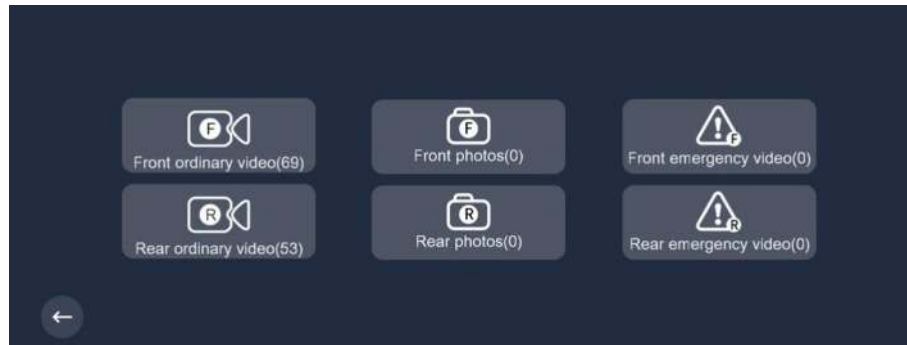 F
Front ordinary video(69)
F
Front photos(0)
F
Front emergency video(0)
R
Rear ordinary video(53)
R
Rear photos(0)
R
Rear emergency video(0)